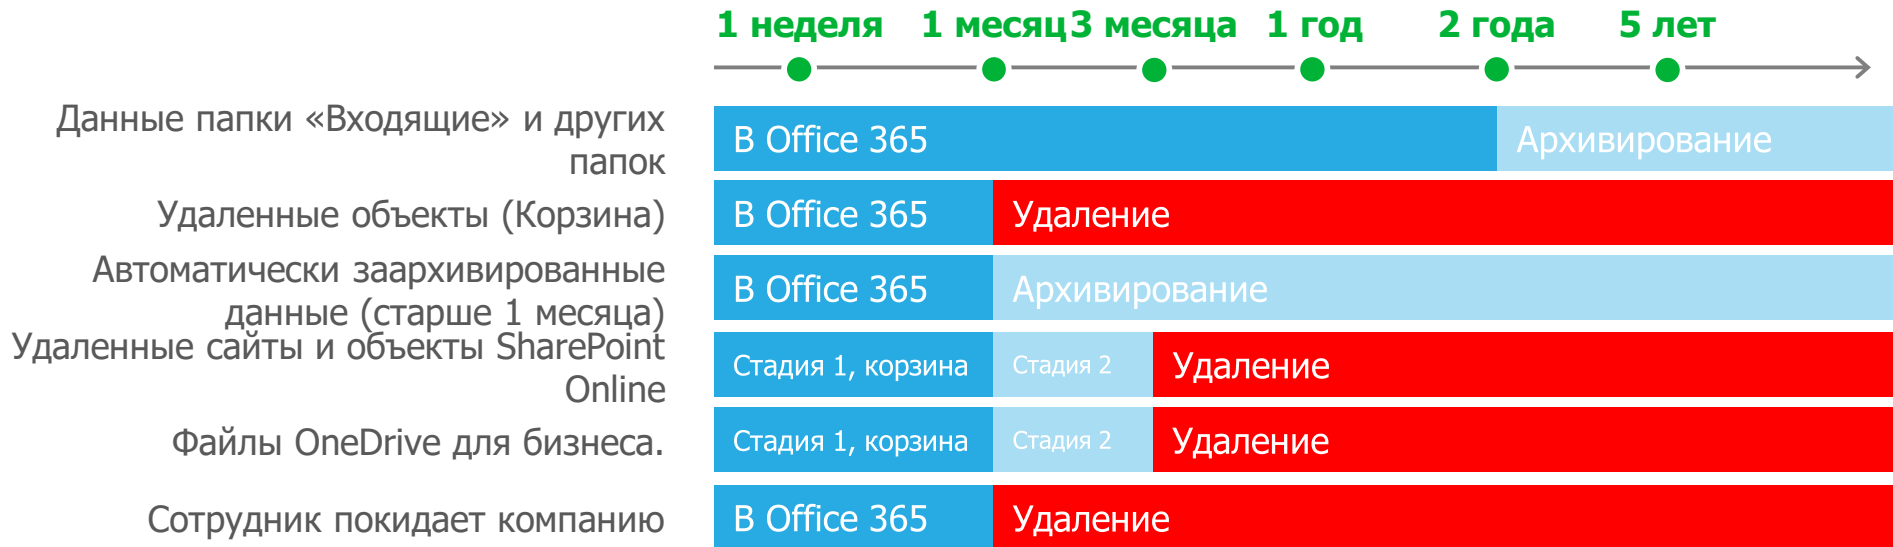 1 неделя 1 месяц 3 месяца 1 год 2 года 5 лет
Данные папки «Входящие» и других
папок
В Office 365 Архивирование
Удаленные объекты (Корзина)
В Office 365 Удаление
Автоматически заархивированные
данные (старше 1 месяца)
В Office 365 Архивирование
Удаленные сайты и объекты SharePoint
Online
Стадия 1, корзина Стадия 2 Удаление
Файлы OneDrive для бизнеса.
Стадия 1, корзина Стадия 2 Удаление
Сотрудник покидает компанию
В Office 365 Удаление